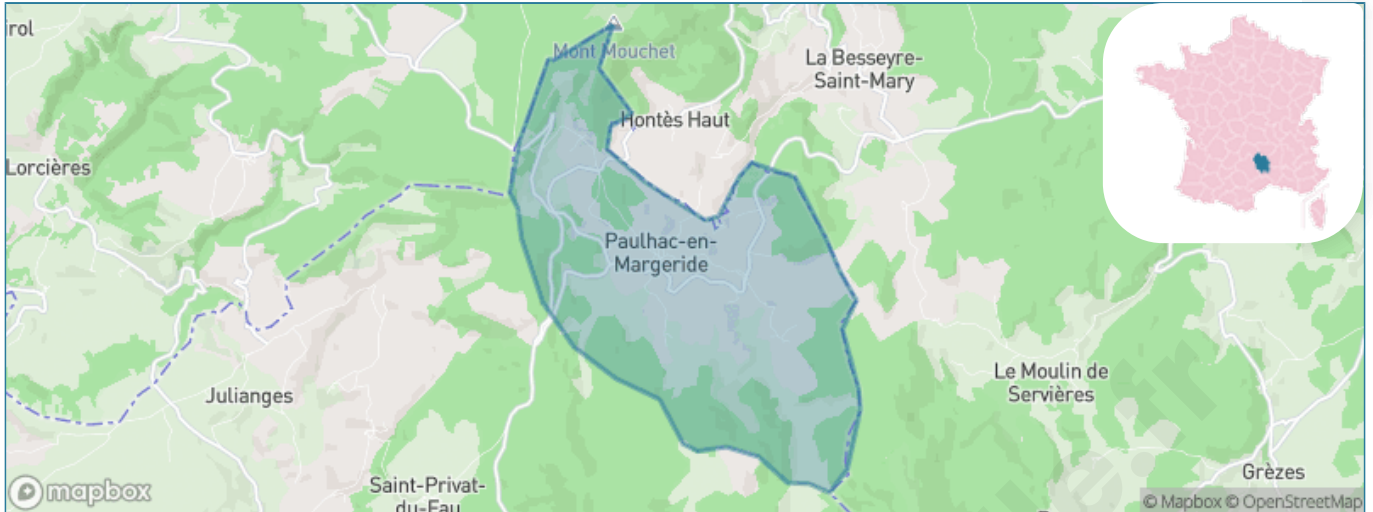 irol
Mont Mouchet
La Besseyre-
Saint-Mary
Hontès Haut
Lorcières
Paulhac-en-
Margeride
Julianges
Le Moulin de
Servières
Saint-Privat-
du-Fau
Grèzes
mapbox
© Mapbox © OpenStreetMap